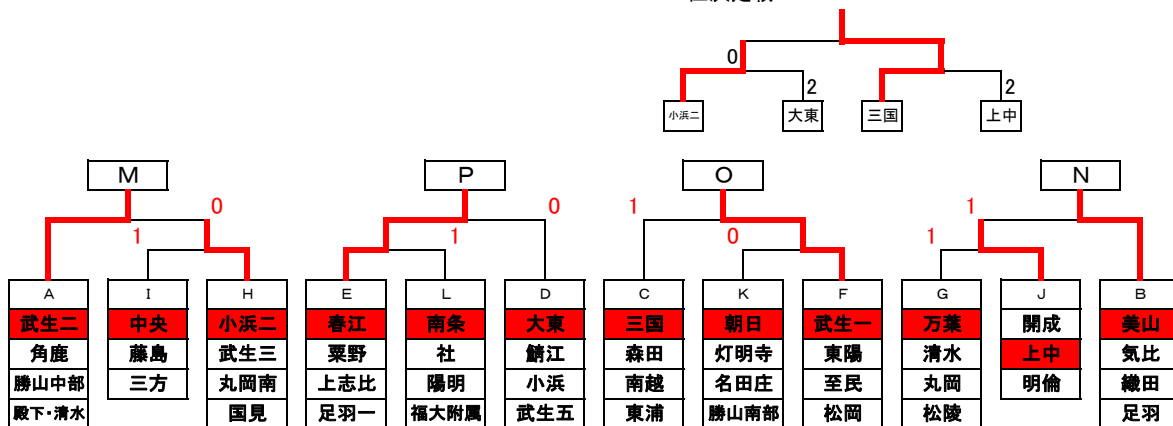 0
2
2
小浜二 大東 三国 上中
M P O N
0 0 1 1
1 1 0 1
A I H E L D C K F G J B
武生二 中央 小浜二 春江 南条 大東 三国 朝日 武生一 万葉 開成 美山
角鹿 藤島 武生三 粟野 社 鯖江 森田 灯明寺 東陽 清水 上中 気比
勝山中部 三方 丸岡南 上志比 陽明 小浜 南越 名田庄 至民 丸岡 明倫 織田
殿下・清水 国見 足羽一 福大附属 武生五 東浦 勝山南部 松岡 松陵 足羽